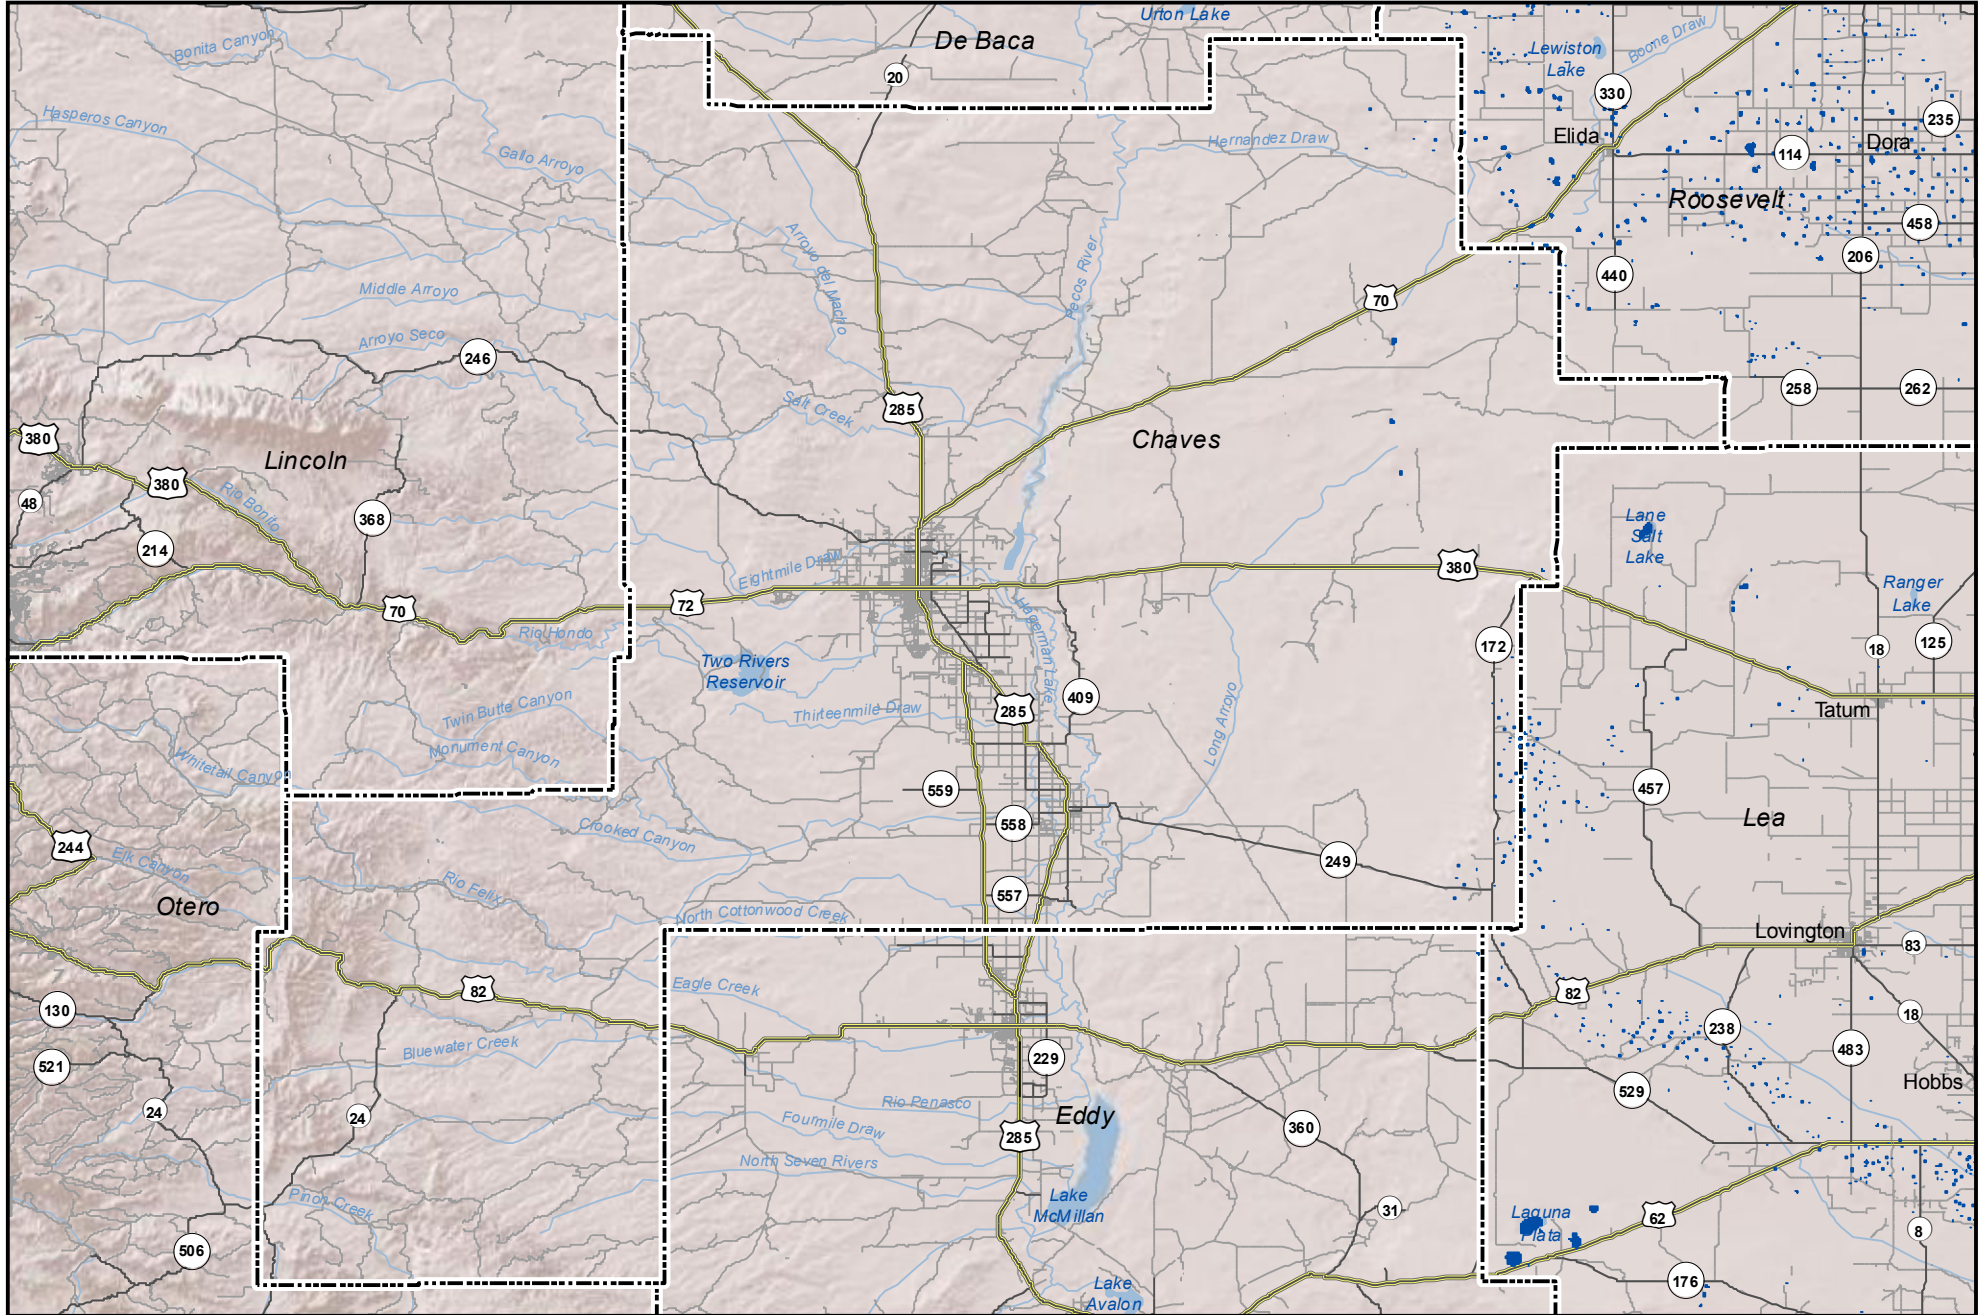 Urton Lake
De Baca
Bonita Canyon
Lewiston
Lake
Boone Draw
20
330
Hasperos Canyon
235
Elida
Dora
Hernandez Draw
114
Gallo Arroyo
Roosevelt
458
Arroyo del Macho
Pecos River
206
440
Middle Arroyo
70
Arroyo Seco
246
258
262
285
Salt Creek
380
Chaves
Lincoln
380
Rio Bonito
48
368
Lane
Salt
Lake
214
Eightmile Draw
380
Ranger
Lake
70
72
Hagerman Lake
Rio Hondo
172
18
125
Two Rivers
Reservoir
409
Long Arroyo
Twin Butte Canyon
Thirteenmile Draw
285
Tatum
Monument Canyon
Whitetail Canyon
559
457
Lea
558
Crooked Canyon
244
Elk Canyon
249
Rio Felix
557
Otero
North Cottonwood Creek
Lovington
83
Eagle Creek
82
82
130
18
238
Bluewater Creek
229
483
521
Hobbs
529
Rio Penasco
24
24
Eddy
Fourmile Draw
360
285
North Seven Rivers
Pinon Creek
Lake
McMillan
31
Laguna
Plata
62
8
506
176
Lake
Avalon